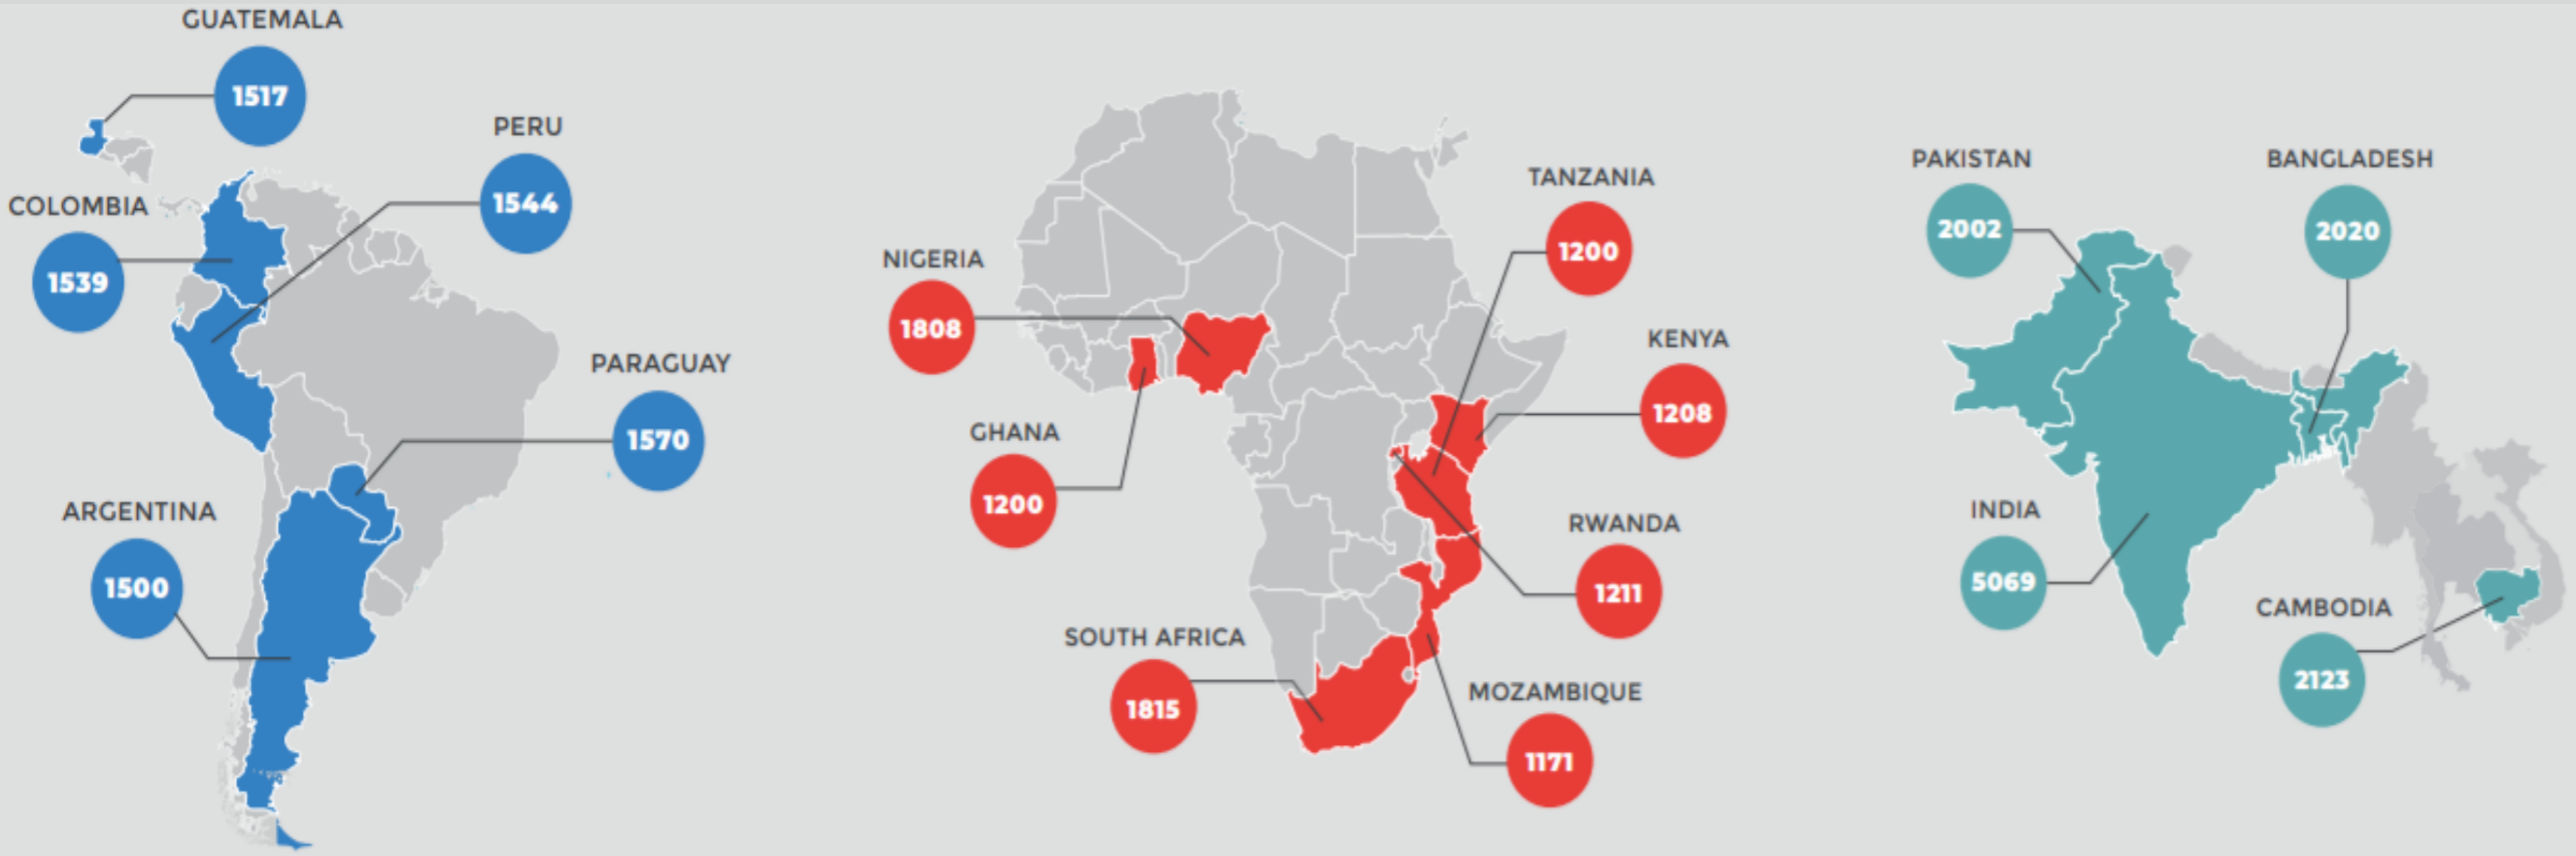 GUATEMALA
1517
PERU
1544
COLOMBIA
1539
PARAGUAY
1570
ARGENTINA
1500
TANZANIA
1200
NIGERIA
1808
KENYA
1208
GHANA
1200
RWANDA
1211
SOUTH AFRICA
1815
MOZAMBIQUE
1171
PAKISTAN
2002
BANGLADESH
2020
INDIA
5069
CAMBODIA
2123